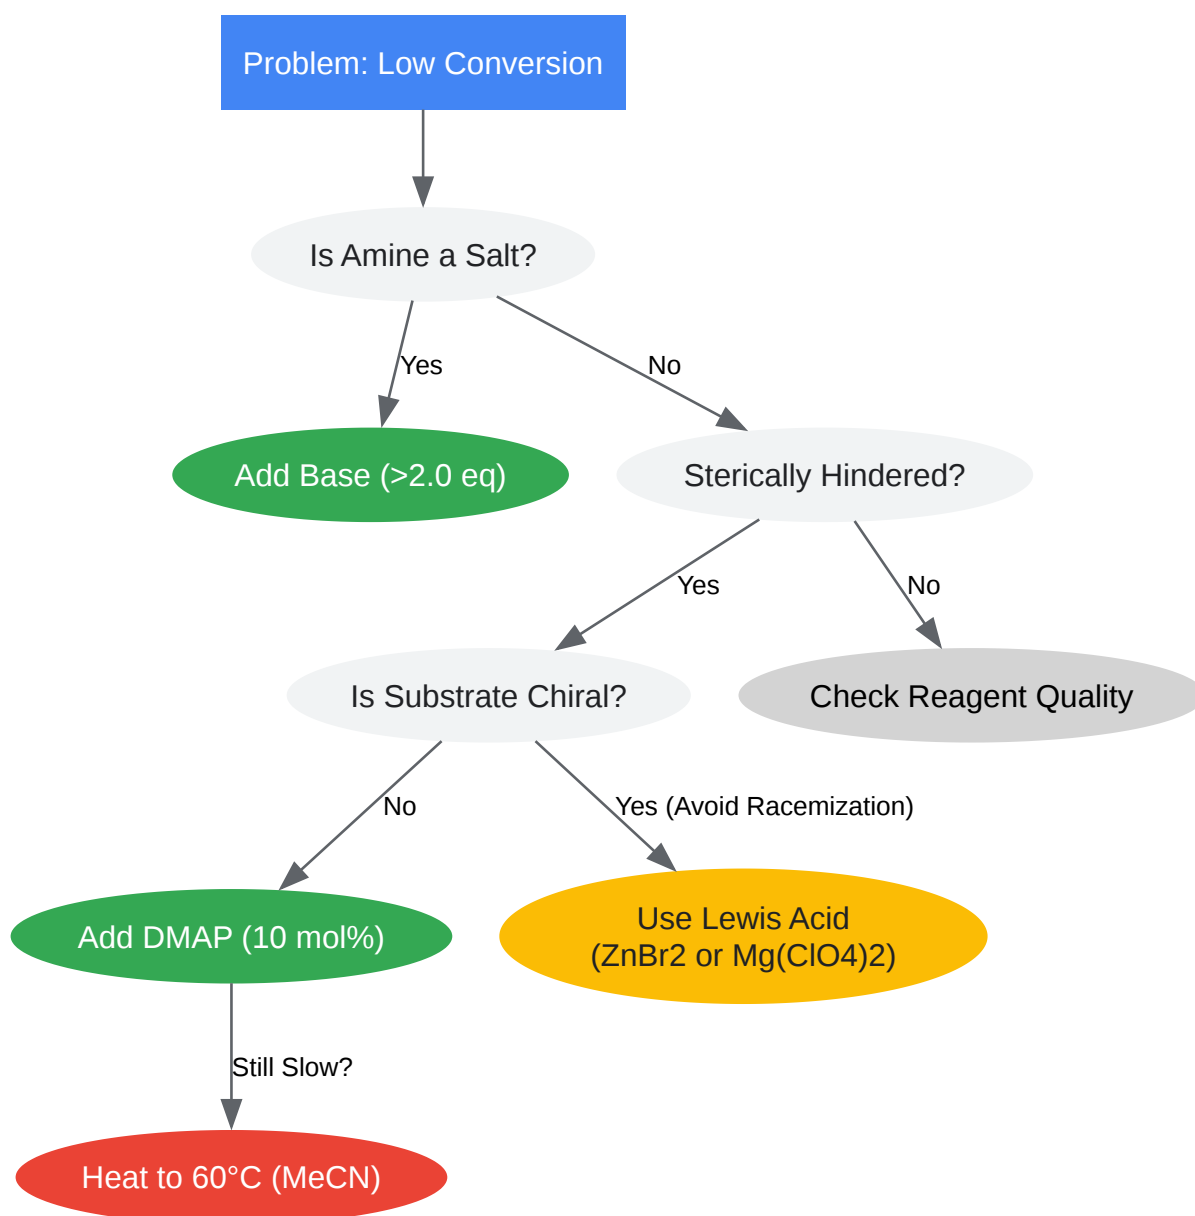 Problem: Low Conversion
Is Amine a Salt?
Yes
No
Add Base (>2.0 eq)
Sterically Hindered?
Yes
No
Is Substrate Chiral?
Check Reagent Quality
No
Yes (Avoid Racemization)
Add DMAP (10 mol%)
Use Lewis Acid
(ZnBr2 or Mg(ClO4)2)
Still Slow?
Heat to 60°C (MeCN)